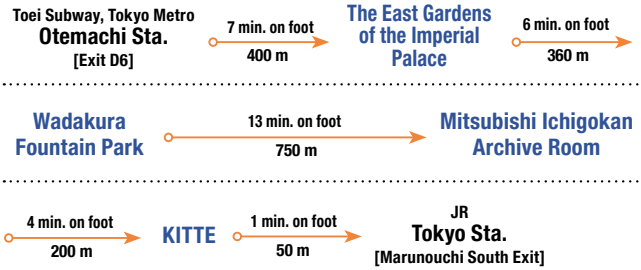 Toei Subway, Tokyo Metro
Otemachi Sta.
[Exit D6]
7 min. on foot
400 m
The East Gardens
of the Imperial
Palace
6 min. on foot
360 m
Wadakura
Fountain Park
13 min. on foot
750 m
Mitsubishi Ichigokan
Archive Room
4 min. on foot
200 m
KITTE
1 min. on foot
50 m
JR
Tokyo Sta.
[Marunouchi South Exit]